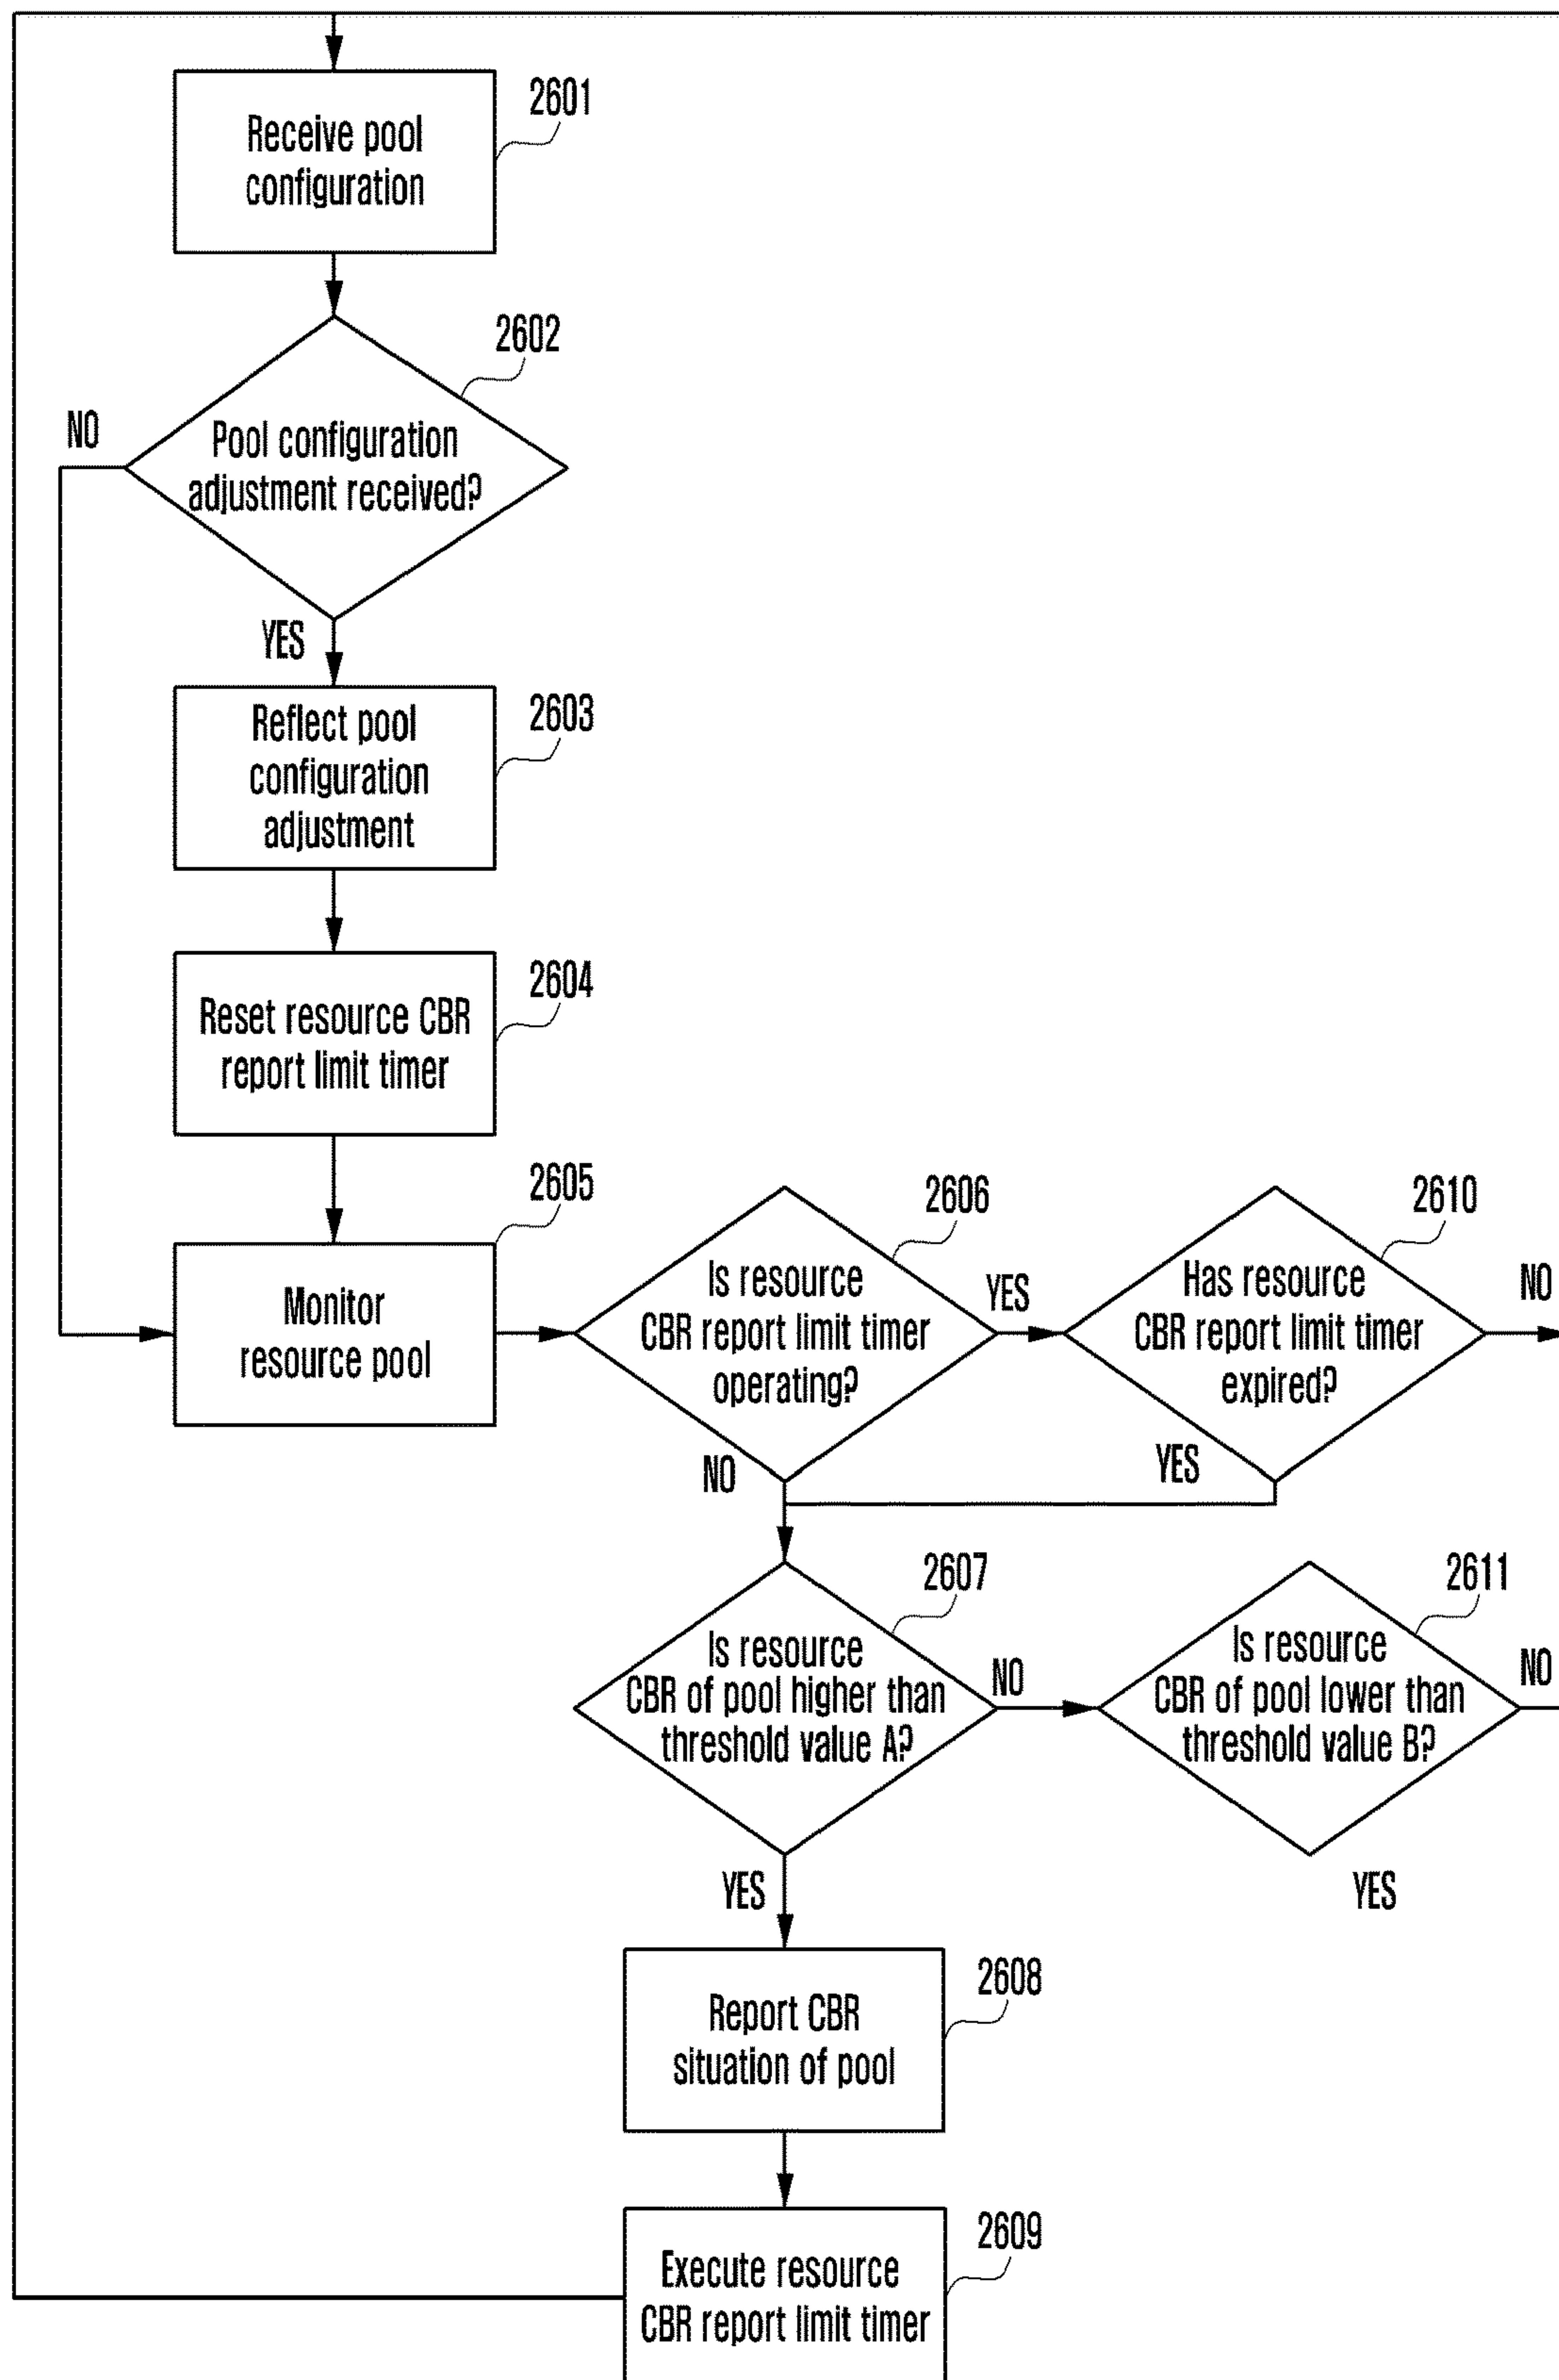 2601
Receive pool
configuration
2602
NO
Pool configuration
adjustment received?
YES
2603
Reflect pool
configuration
adjustment
2604
Reset resource CBR
report limit timer
2605
Monitor
resource pool
2606
Is resource
CBR report limit timer
operating?
YES
NO
2610
Has resource
CBR report limit timer
expired?
NO
YES
2607
Is resource
CBR of pool higher than
threshold value A?
NO
YES
2611
Is resource
CBR of pool lower than
threshold value B?
NO
YES
2608
Report CBR
situation of pool
2609
Execute resource
CBR report limit timer